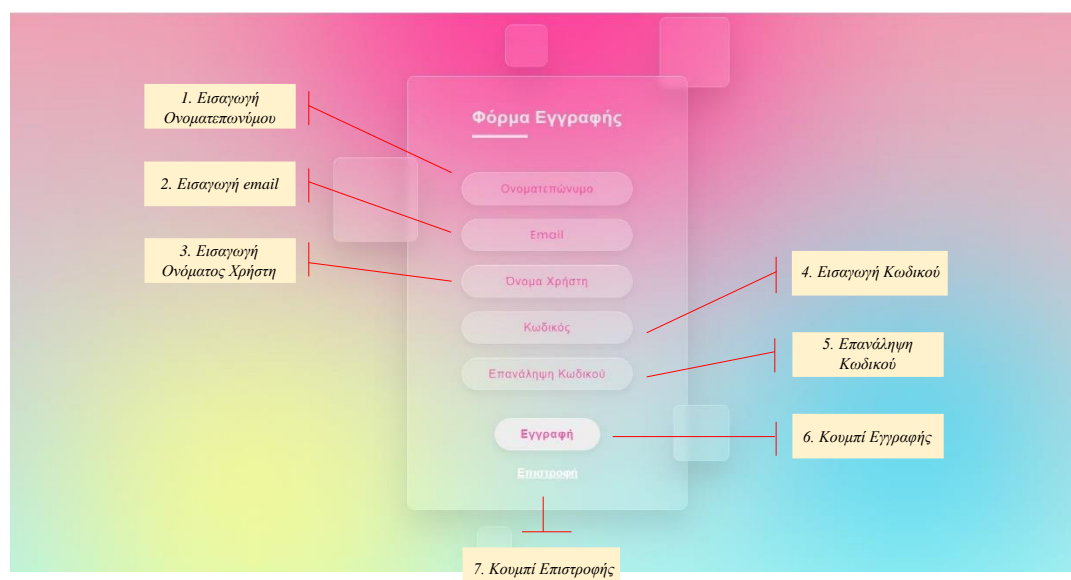 1. Εισαγωγή
Ονοματεπωνύμου
2. Εισαγωγή email
3. Εισαγωγή
Ονόματος Χρήστη
Φόρμα Εγγραφής
Ονοματεπώνυμο
Email
Όνομα Χρήστη
Κωδικός
Επανάληψη Κωδικού
Εγγραφή
Επιστροφή
4. Εισαγωγή Κωδικού
5. Επανάληψη
Κωδικού
6. Κουμπί Εγγραφής
7. Κουμπί Επιστροφής